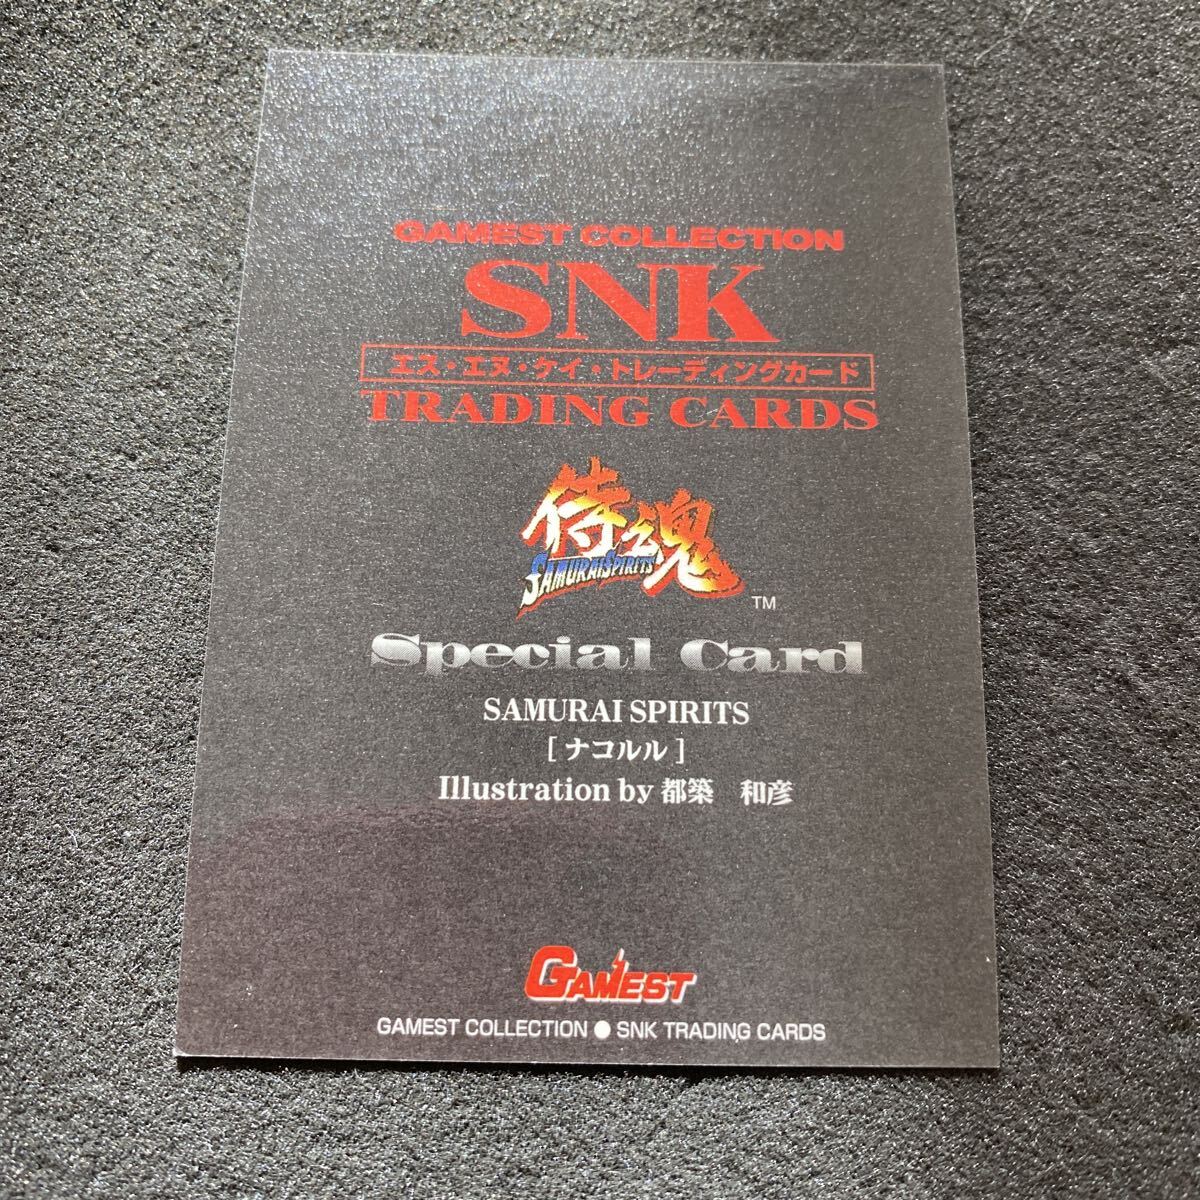 GAMEST COLLECTION
SNK
エス・エヌ・ケイ・トレーディングカード
TRADING CARDS
侍魂
SAMURAI SPIRITS
TM
Special Card
SAMURAI SPIRITS
[ナコルル]
Illustration by 都築　和彦
GAMEST
GAMEST COLLECTION ● SNK TRADING CARDS